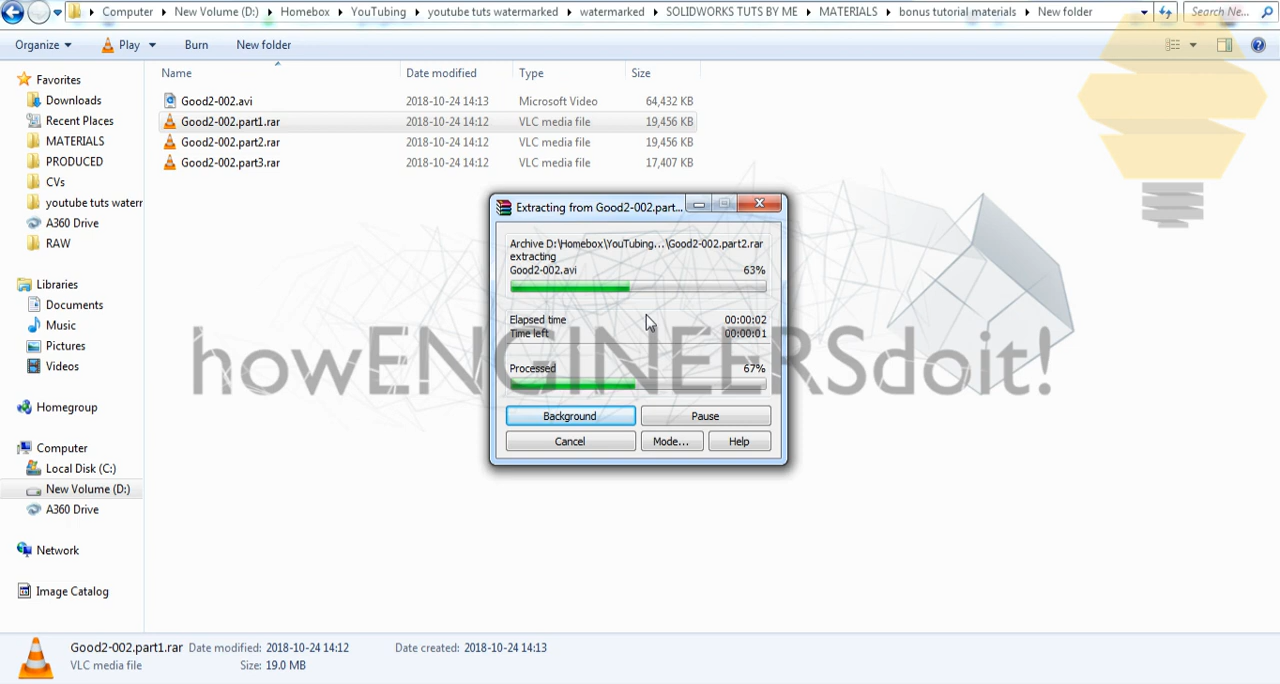 Computer New Volume (D:) Homebox YouTubing youtube tuts watermarked watermarked SOLIDWORKS TUTS BY ME MATERIALS bonus tutorial materials New folder Search Ne...
Organize Play Burn New folder
Name Date modified Type Size
Favorites
Downloads
Recent Places
MATERIALS
PRODUCED
CVs
youtube tuts waterr
A360 Drive
RAW
Libraries
Documents
Music
Pictures
Videos
Homegroup
Computer
Local Disk (C:)
New Volume (D:)
A360 Drive
Network
Image Catalog
Good2-002.avi 2018-10-24 14:13 Microsoft Video 64,432 KB
Good2-002.part1.rar 2018-10-24 14:12 VLC media file 19,456 KB
Good2-002.part2.rar 2018-10-24 14:12 VLC media file 19,456 KB
Good2-002.part3.rar 2018-10-24 14:12 VLC media file 17,407 KB
Extracting from Good2-002.part...
Archive D:\Homebox\YouTubing...\Good2-002.part2.rar
extracting
Good2-002.avi 63%
Elapsed time 00:00:02
Time left 00:00:01
Processed 67%
Background Pause
Cancel Mode... Help
howENGINEERSdoit!
Good2-002.part1.rar Date modified: 2018-10-24 14:12 Date created: 2018-10-24 14:13
VLC media file Size: 19.0 MB